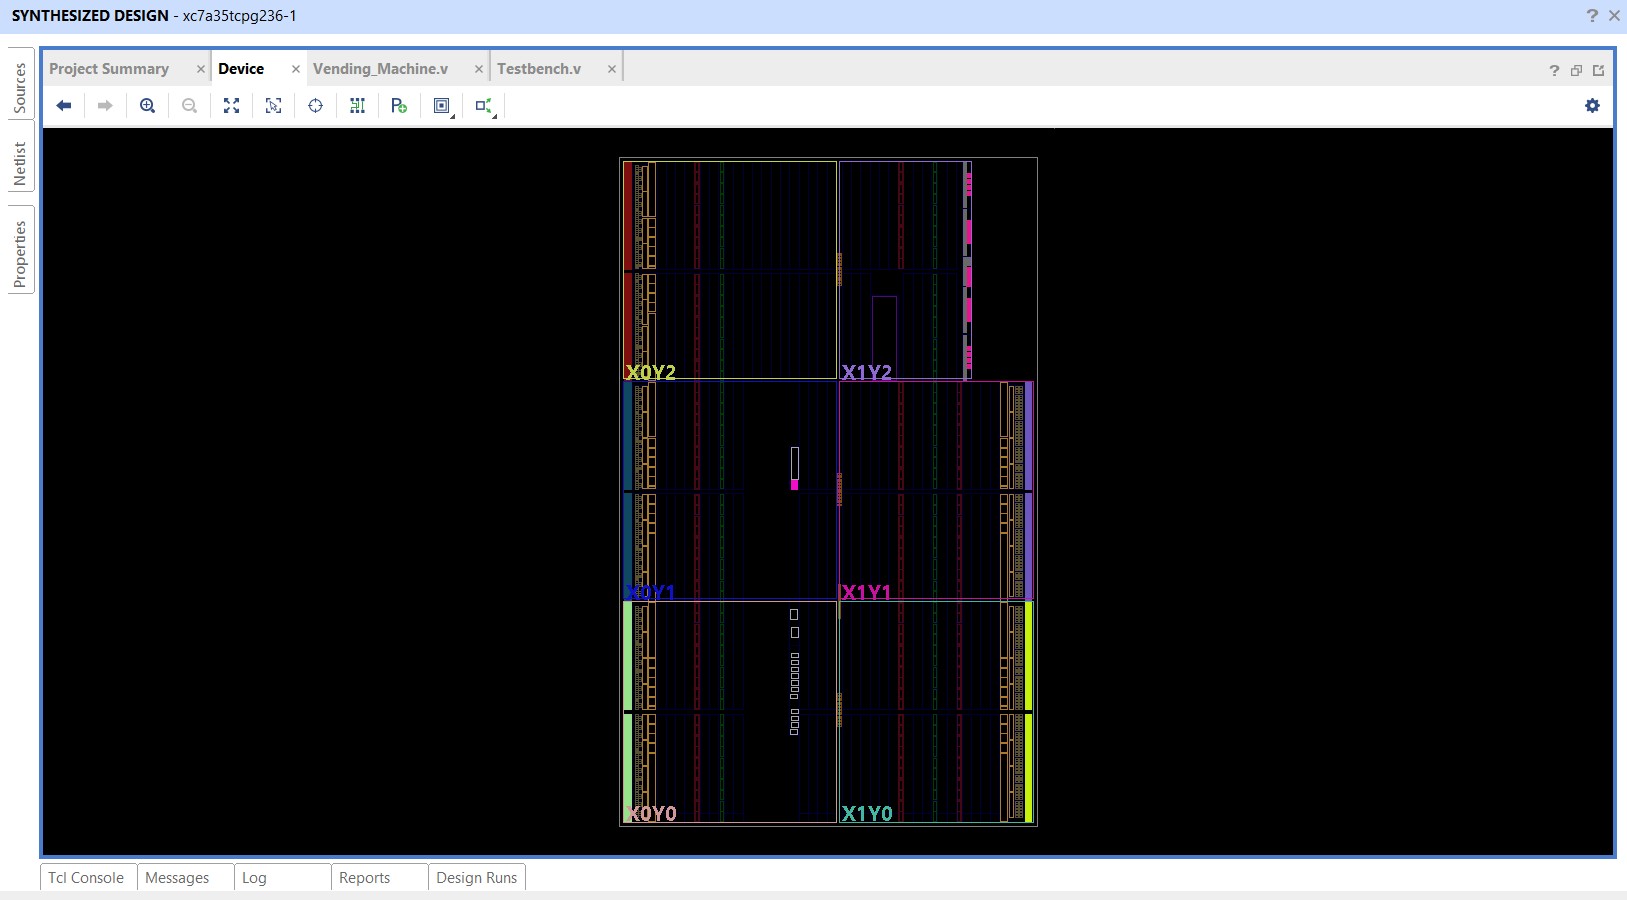 SYNTHESIZED DESIGN - xc7a35tcpg236-1
Sources
Netlist
Properties
Project Summary
Device
Vending_Machine.v
Testbench.v
X0Y2
X1Y2
X0Y1
X1Y1
X0Y0
X1Y0
Tcl Console
Messages
Log
Reports
Design Runs